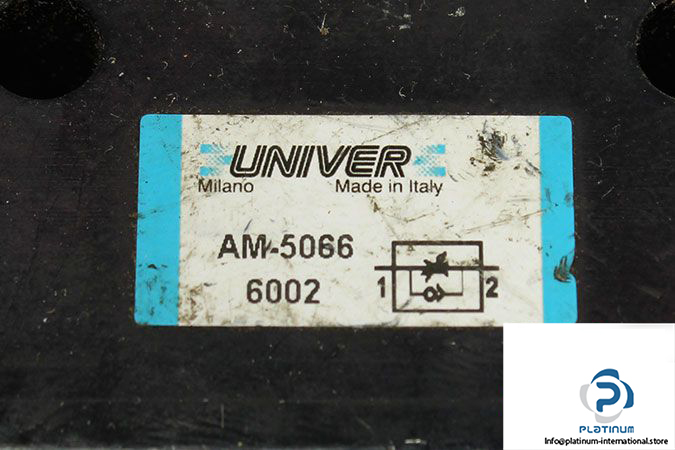 UNIVER
Milano Made in Italy
AM-5066
6002
1 2
PLATINUM
Info@platinum-international.store